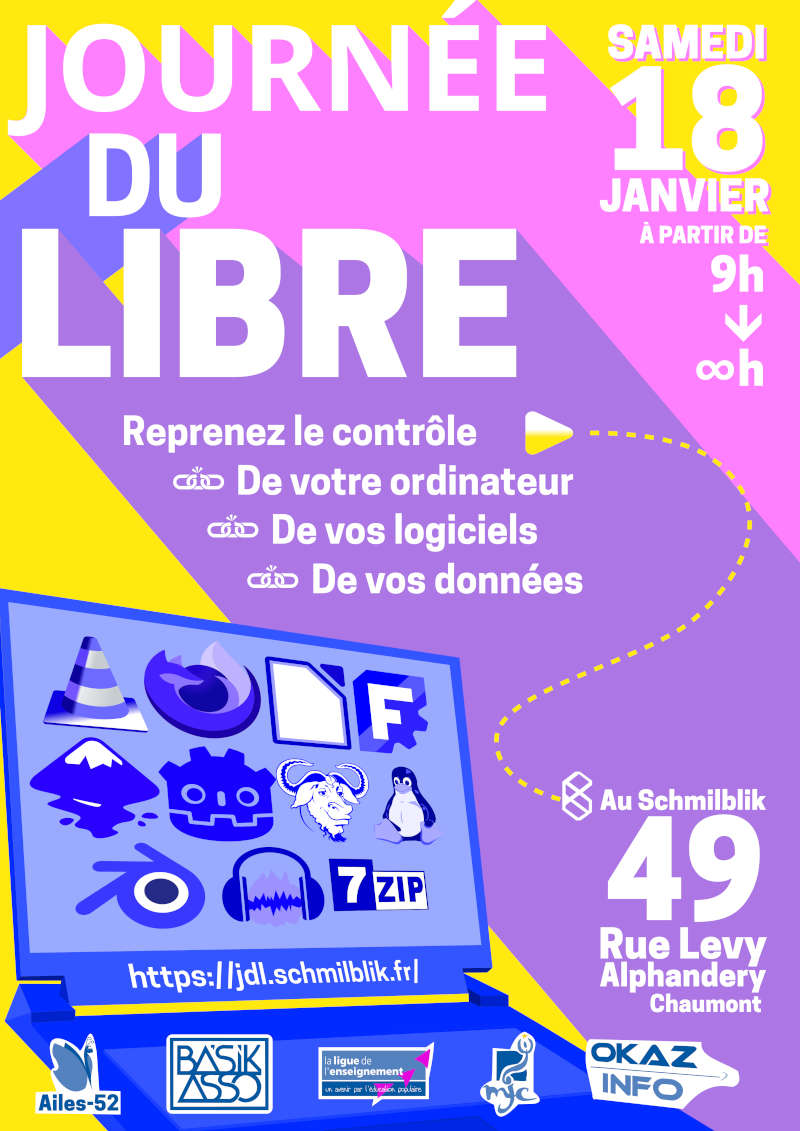 JOURNÉE
DU
LIBRE
SAMEDI
18
JANVIER
À PARTIR DE
9h
↓
∞h
Reprenez le contrôle
De votre ordinateur
De vos logiciels
De vos données
F
7ZIP
https://jdl.schmilblik.fr/
Au Schmilblik
49
Rue Levy
Alphandery
Chaumont
Ailes-52
BASIK
ASSO
la ligue de
l'enseignement
un avenir par l'éducation populaire
mjc
OKAZ
INFO